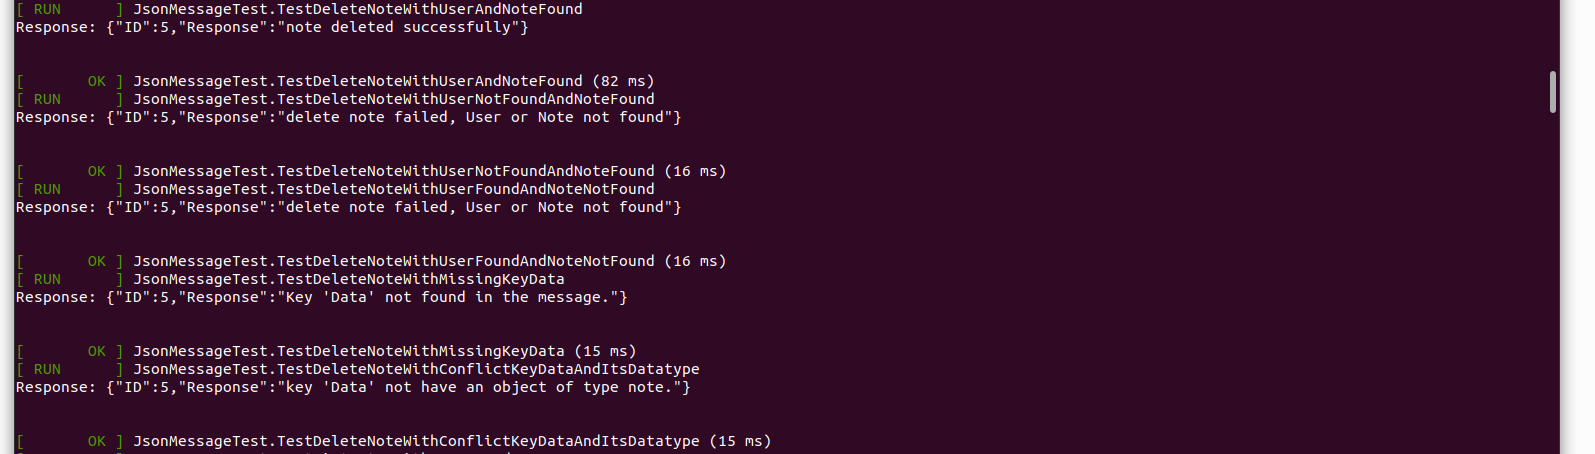 [ RUN      ] JsonMessageTest.TestDeleteNoteWithUserAndNoteFound
Response: {"ID":5,"Response":"note deleted successfully"}
[       OK ] JsonMessageTest.TestDeleteNoteWithUserAndNoteFound (82 ms)
[ RUN      ] JsonMessageTest.TestDeleteNoteWithUserNotFoundAndNoteFound
Response: {"ID":5,"Response":"delete note failed, User or Note not found"}
[       OK ] JsonMessageTest.TestDeleteNoteWithUserNotFoundAndNoteFound (16 ms)
[ RUN      ] JsonMessageTest.TestDeleteNoteWithUserFoundAndNoteNotFound
Response: {"ID":5,"Response":"delete note failed, User or Note not found"}
[       OK ] JsonMessageTest.TestDeleteNoteWithUserFoundAndNoteNotFound (16 ms)
[ RUN      ] JsonMessageTest.TestDeleteNoteWithMissingKeyData
Response: {"ID":5,"Response":"Key 'Data' not found in the message."}
[       OK ] JsonMessageTest.TestDeleteNoteWithMissingKeyData (15 ms)
[ RUN      ] JsonMessageTest.TestDeleteNoteWithConflictKeyDataAndItsDatatype
Response: {"ID":5,"Response":"key 'Data' not have an object of type note."}
[       OK ] JsonMessageTest.TestDeleteNoteWithConflictKeyDataAndItsDatatype (15 ms)